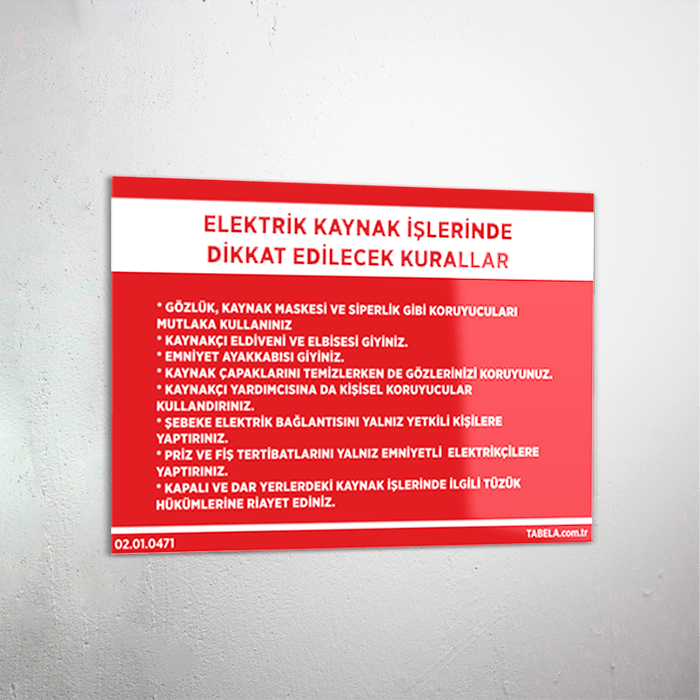 ELEKTRİK KAYNAK İŞLERİNDE
DİKKAT EDİLECEK KURALLAR
* GÖZLÜK, KAYNAK MASKESİ VE SİPERLİK GİBİ KORUYUCULARI
MUTLAKA KULLANINIZ
* KAYNAKÇI ELDİVENİ VE ELBİSESİ GİYİNİZ.
* EMNİYET AYAKKABISI GİYİNİZ.
* KAYNAK ÇAPAKLARINI TEMİZLERKEN DE GÖZLERİNİZİ KORUYUNUZ.
* KAYNAKÇI YARDIMCISINA DA KİŞİSEL KORUYUCULAR
KULLANDIRINIZ.
* ŞEBEKE ELEKTRİK BAĞLANTISINI YALNIZ YETKİLİ KİŞİLERE
YAPTIRINIZ.
* PRİZ VE FİŞ TERTİBATLARINI YALNIZ EMNİYETLİ ELEKTRİKÇİLERE
YAPTIRINIZ.
* KAPALI VE DAR YERLERDEKİ KAYNAK İŞLERİNDE İLGİLİ TÜZÜK
HÜKÜMLERİNE RİAYET EDİNİZ.
02.01.0471
TABELA.com.tr